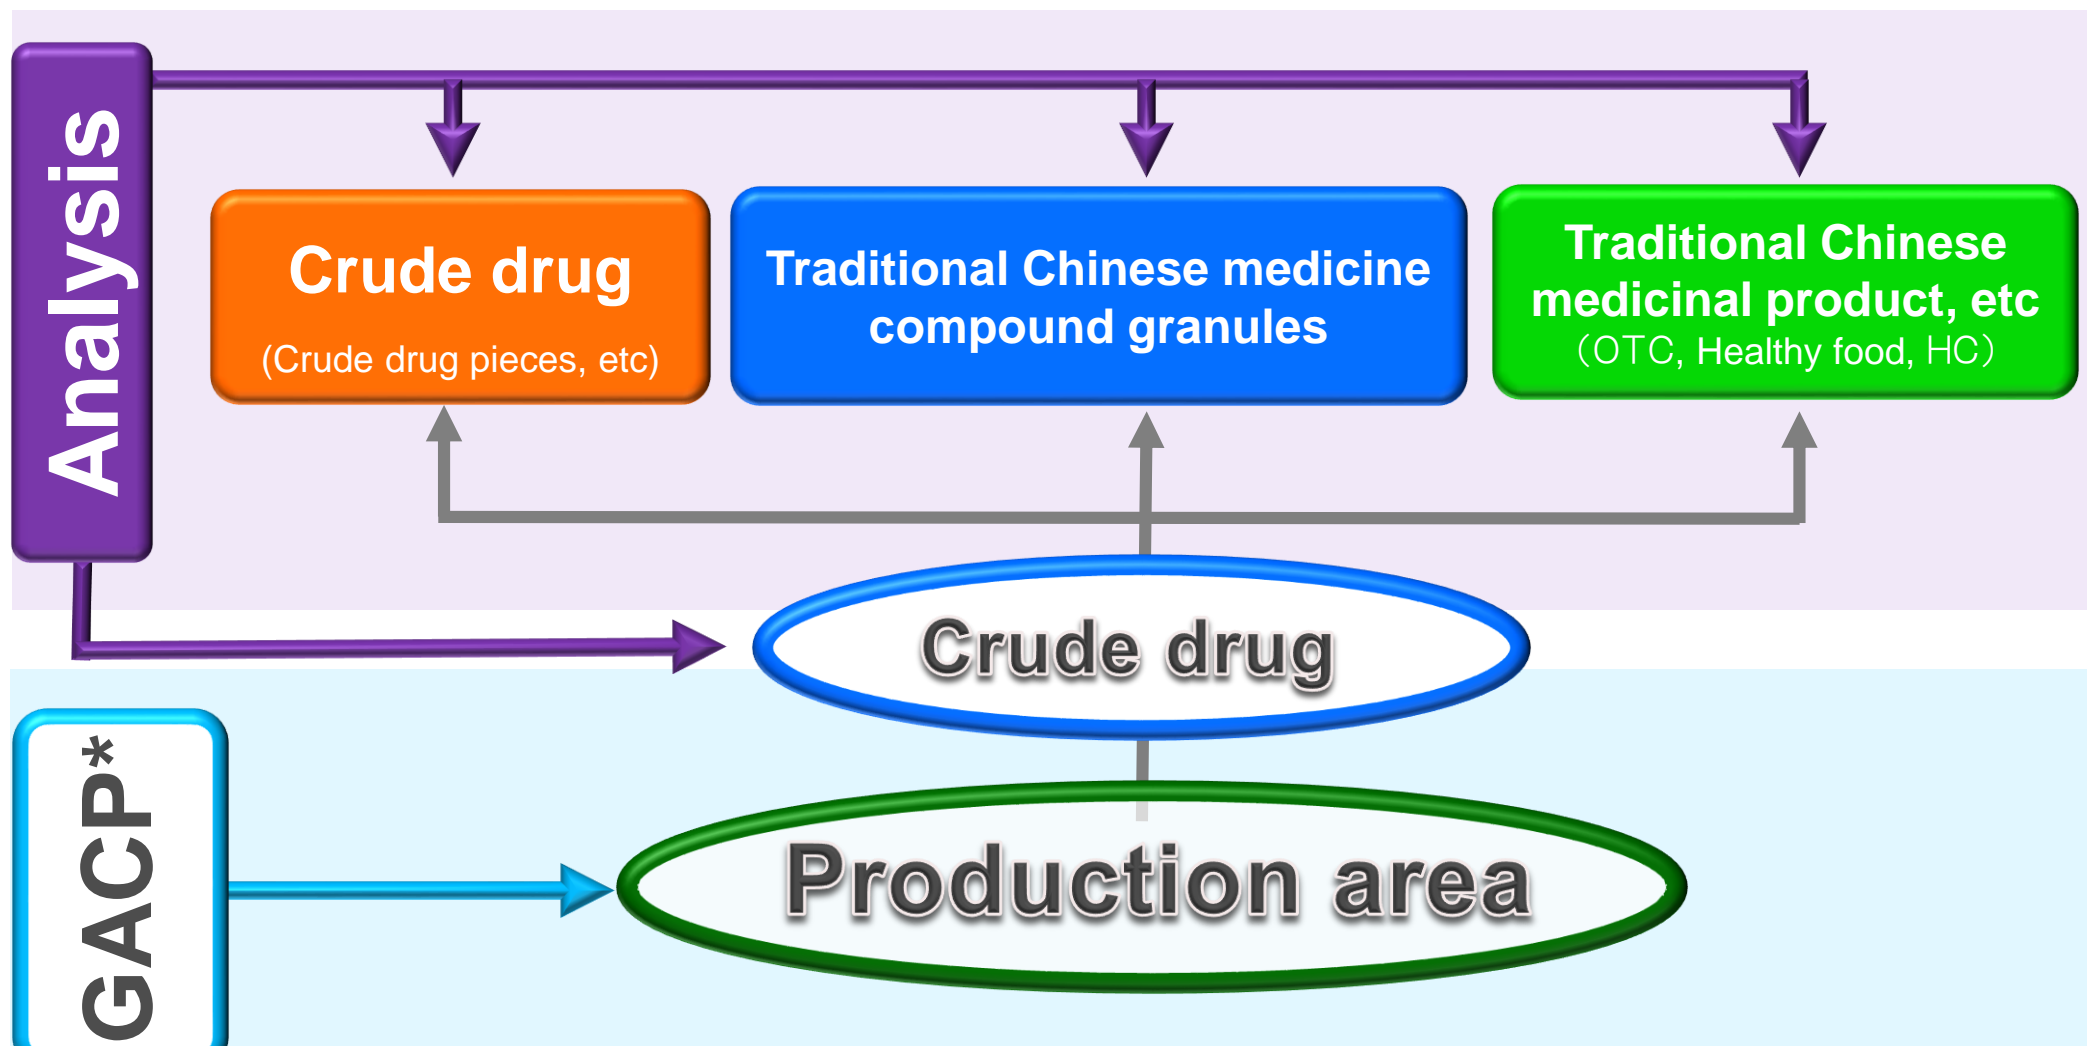 Analysis
Crude drug
(Crude drug pieces, etc)
Traditional Chinese medicine
compound granules
Traditional Chinese
medicinal product, etc
（OTC, Healthy food, HC）
Crude drug
GACP*
Production area